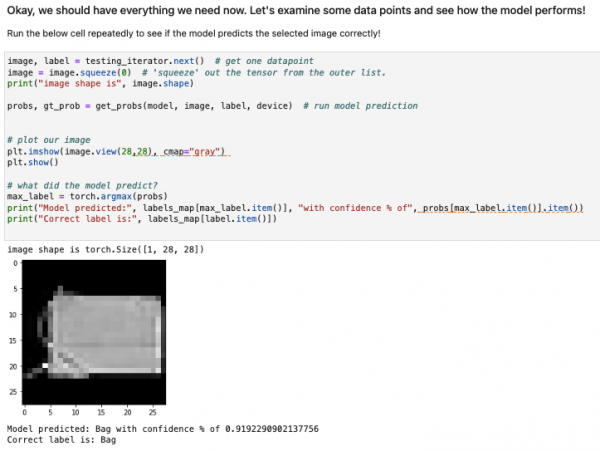 Okay, we should have everything we need now. Let's examine some data points and see how the model performs!
Run the below cell repeatedly to see if the model predicts the selected image correctly!
image, label = testing_iterator.next()  # get one datapoint
image = image.squeeze(0)  # 'squeeze' out the tensor from the outer list.
print("image shape is", image.shape)
probs, gt_prob = get_probs(model, image, label, device)  # run model prediction
# plot our image
plt.imshow(image.view(28,28), cmap="gray")
plt.show()
# what did the model predict?
max_label = torch.argmax(probs)
print("Model predicted:", labels_map[max_label.item()], "with confidence % of", probs[max_label.item()].item())
print("Correct label is:", labels_map[label.item()])
image shape is torch.Size([1, 28, 28])
0
5
10
15
20
25
0 5 10 15 20 25
Model predicted: Bag with confidence % of 0.9192290902137756
Correct label is: Bag